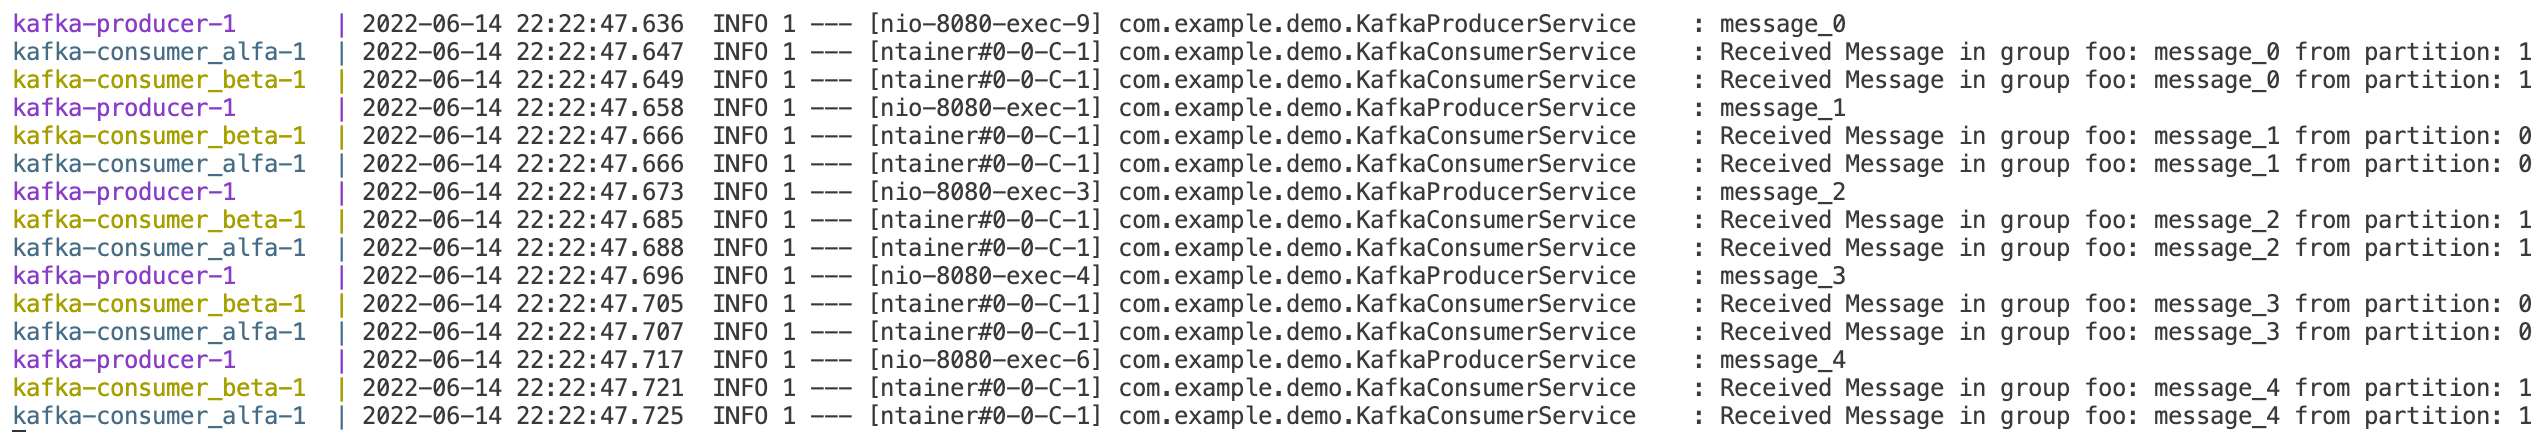 kafka-producer-1 | 2022-06-14 22:22:47.636 INFO 1 --- [nio-8080-exec-9] com.example.demo.KafkaProducerService : message_0
kafka-consumer_alfa-1 | 2022-06-14 22:22:47.647 INFO 1 --- [ntainer#0-0-C-1] com.example.demo.KafkaConsumerService : Received Message in group foo: message_0 from partition: 1
kafka-consumer_beta-1 | 2022-06-14 22:22:47.649 INFO 1 --- [ntainer#0-0-C-1] com.example.demo.KafkaConsumerService : Received Message in group foo: message_0 from partition: 1
kafka-producer-1 | 2022-06-14 22:22:47.658 INFO 1 --- [nio-8080-exec-1] com.example.demo.KafkaProducerService : message_1
kafka-consumer_beta-1 | 2022-06-14 22:22:47.666 INFO 1 --- [ntainer#0-0-C-1] com.example.demo.KafkaConsumerService : Received Message in group foo: message_1 from partition: 0
kafka-consumer_alfa-1 | 2022-06-14 22:22:47.666 INFO 1 --- [ntainer#0-0-C-1] com.example.demo.KafkaConsumerService : Received Message in group foo: message_1 from partition: 0
kafka-producer-1 | 2022-06-14 22:22:47.673 INFO 1 --- [nio-8080-exec-3] com.example.demo.KafkaProducerService : message_2
kafka-consumer_beta-1 | 2022-06-14 22:22:47.685 INFO 1 --- [ntainer#0-0-C-1] com.example.demo.KafkaConsumerService : Received Message in group foo: message_2 from partition: 1
kafka-consumer_alfa-1 | 2022-06-14 22:22:47.688 INFO 1 --- [ntainer#0-0-C-1] com.example.demo.KafkaConsumerService : Received Message in group foo: message_2 from partition: 1
kafka-producer-1 | 2022-06-14 22:22:47.696 INFO 1 --- [nio-8080-exec-4] com.example.demo.KafkaProducerService : message_3
kafka-consumer_beta-1 | 2022-06-14 22:22:47.705 INFO 1 --- [ntainer#0-0-C-1] com.example.demo.KafkaConsumerService : Received Message in group foo: message_3 from partition: 0
kafka-consumer_alfa-1 | 2022-06-14 22:22:47.707 INFO 1 --- [ntainer#0-0-C-1] com.example.demo.KafkaConsumerService : Received Message in group foo: message_3 from partition: 0
kafka-producer-1 | 2022-06-14 22:22:47.717 INFO 1 --- [nio-8080-exec-6] com.example.demo.KafkaProducerService : message_4
kafka-consumer_beta-1 | 2022-06-14 22:22:47.721 INFO 1 --- [ntainer#0-0-C-1] com.example.demo.KafkaConsumerService : Received Message in group foo: message_4 from partition: 1
kafka-consumer_alfa-1 | 2022-06-14 22:22:47.725 INFO 1 --- [ntainer#0-0-C-1] com.example.demo.KafkaConsumerService : Received Message in group foo: message_4 from partition: 1